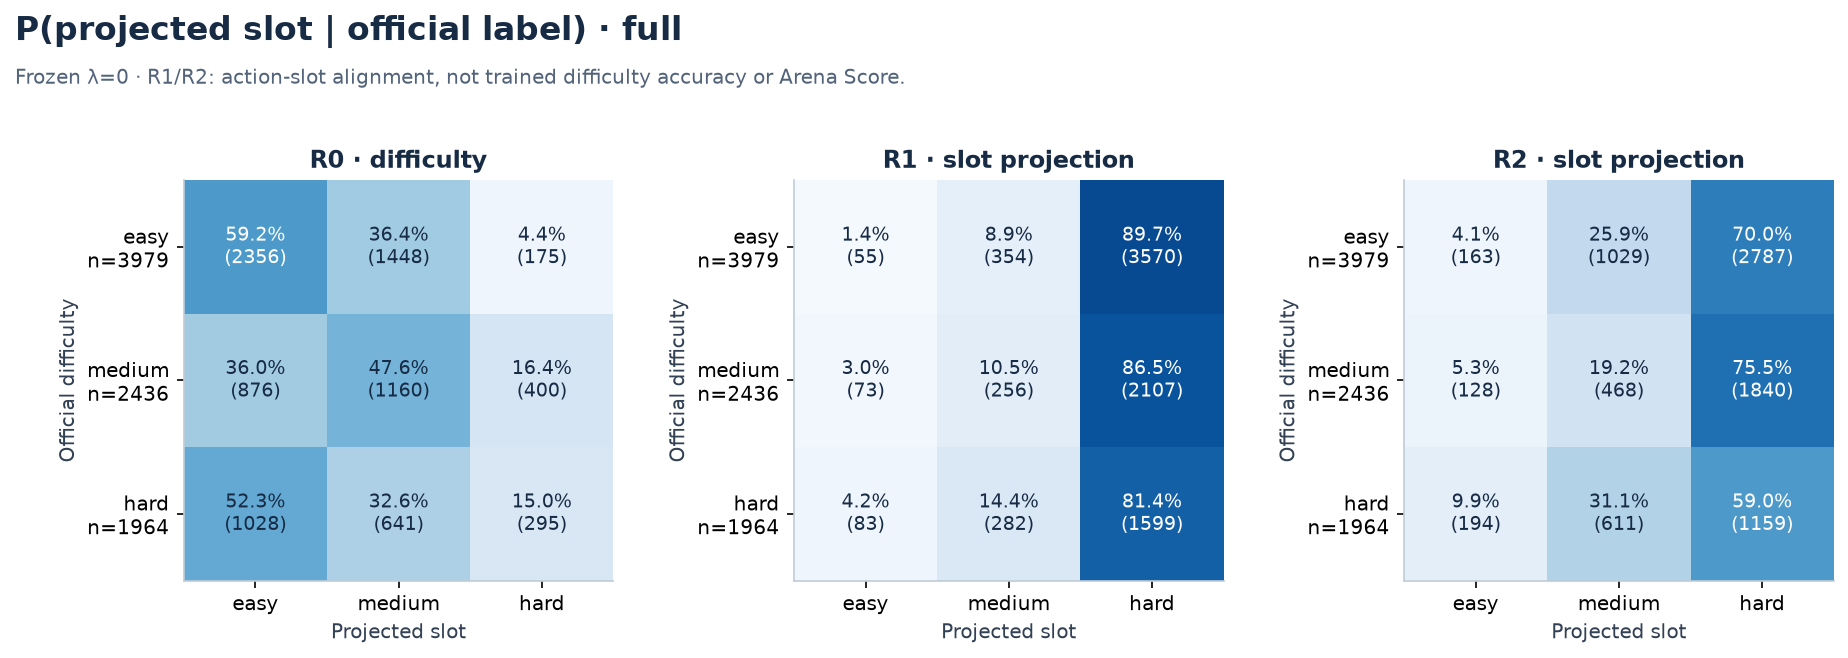 P(projected slot | official label) · full
Frozen λ=0 · R1/R2: action-slot alignment, not trained difficulty accuracy or Arena Score.
R0 · difficulty
Official difficulty
easy
n=3979
59.2%
(2356)
36.4%
(1448)
4.4%
(175)
medium
n=2436
36.0%
(876)
47.6%
(1160)
16.4%
(400)
hard
n=1964
52.3%
(1028)
32.6%
(641)
15.0%
(295)
easy
medium
hard
Projected slot
R1 · slot projection
Official difficulty
easy
n=3979
1.4%
(55)
8.9%
(354)
89.7%
(3570)
medium
n=2436
3.0%
(73)
10.5%
(256)
86.5%
(2107)
hard
n=1964
4.2%
(83)
14.4%
(282)
81.4%
(1599)
easy
medium
hard
Projected slot
R2 · slot projection
Official difficulty
easy
n=3979
4.1%
(163)
25.9%
(1029)
70.0%
(2787)
medium
n=2436
5.3%
(128)
19.2%
(468)
75.5%
(1840)
hard
n=1964
9.9%
(194)
31.1%
(611)
59.0%
(1159)
easy
medium
hard
Projected slot